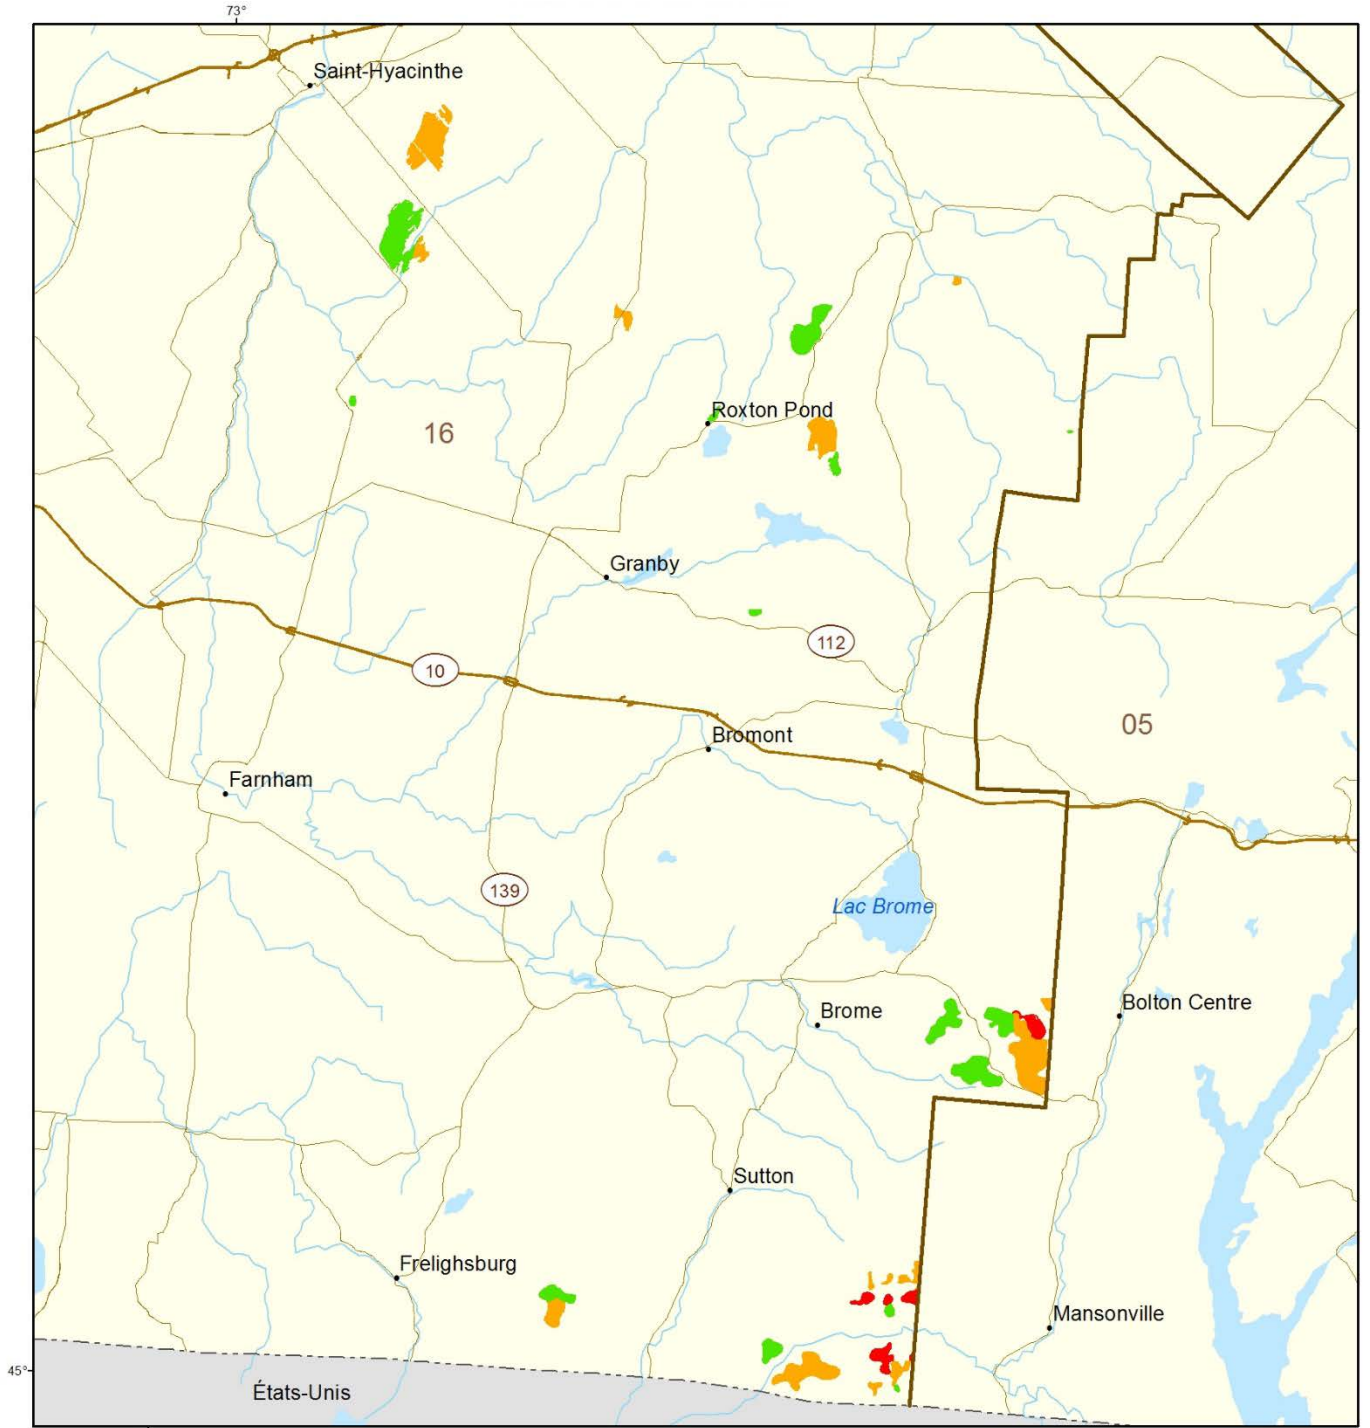 73°
Saint-Hyacinthe
Roxton Pond
16
Granby
112
10
05
Bromont
Farnham
139
Lac Brome
Bolton Centre
Brome
Sutton
Frelighsburg
Mansonville
45°
États-Unis